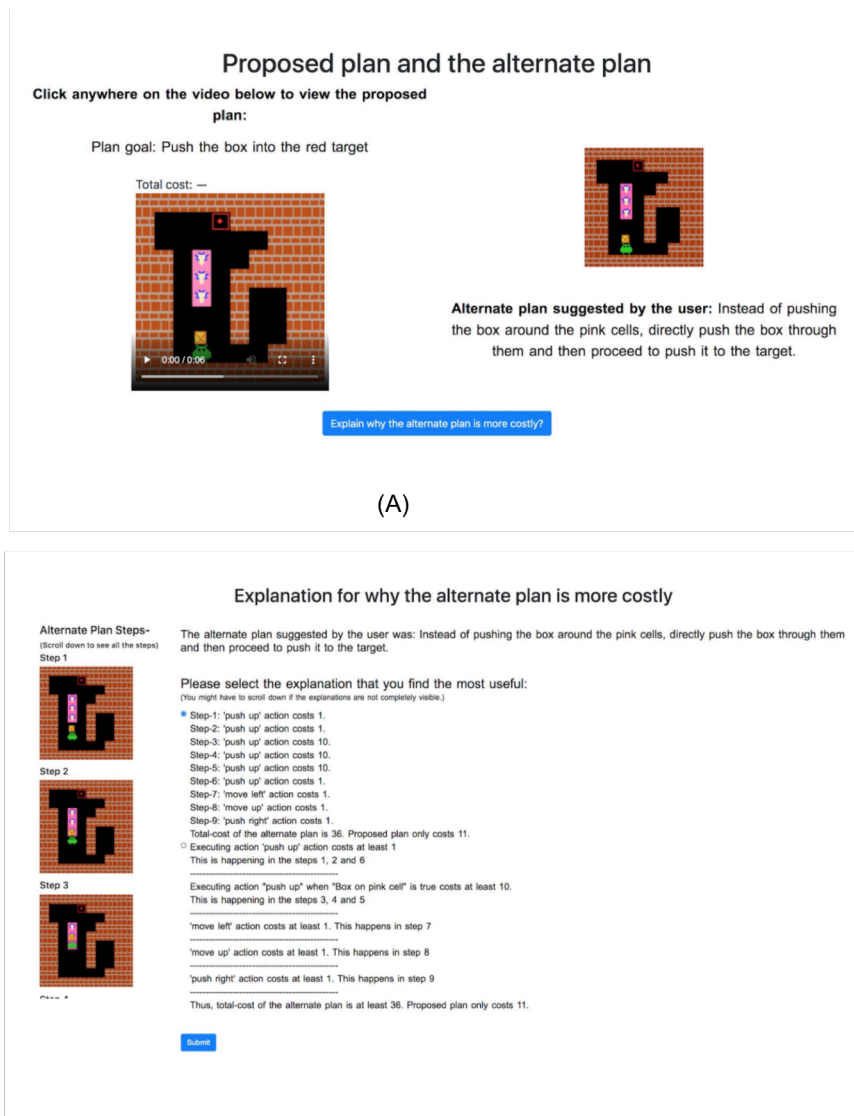 Proposed plan and the alternate plan
Click anywhere on the video below to view the proposed
plan:
Plan goal: Push the box into the red target
Total cost: —
0:00 / 0:06
Alternate plan suggested by the user: Instead of pushing
the box around the pink cells, directly push the box through
them and then proceed to push it to the target.
Explain why the alternate plan is more costly?
(A)
Explanation for why the alternate plan is more costly
Alternate Plan Steps-
(Scroll down to see all the steps)
Step 1
Step 2
Step 3
The alternate plan suggested by the user was: Instead of pushing the box around the pink cells, directly push the box through them
and then proceed to push it to the target.
Please select the explanation that you find the most useful:
(You might have to scroll down if the explanations are not completely visible.)
Step-1: 'push up' action costs 1.
Step-2: 'push up' action costs 1.
Step-3: 'push up' action costs 10.
Step-4: 'push up' action costs 10.
Step-5: 'push up' action costs 10.
Step-6: 'push up' action costs 1.
Step-7: 'move left' action costs 1.
Step-8: 'move up' action costs 1.
Step-9: 'push right' action costs 1.
Total-cost of the alternate plan is 36. Proposed plan only costs 11.
Executing action 'push up' action costs at least 1
This is happening in the steps 1, 2 and 6
----------------------------------------------------
Executing action "push up" when "Box on pink cell" is true costs at least 10.
This is happening in the steps 3, 4 and 5
----------------------------------------------------
'move left' action costs at least 1. This happens in step 7
----------------------------------------------------
'move up' action costs at least 1. This happens in step 8
----------------------------------------------------
'push right' action costs at least 1. This happens in step 9
----------------------------------------------------
Thus, total-cost of the alternate plan is at least 36. Proposed plan only costs 11.
Submit